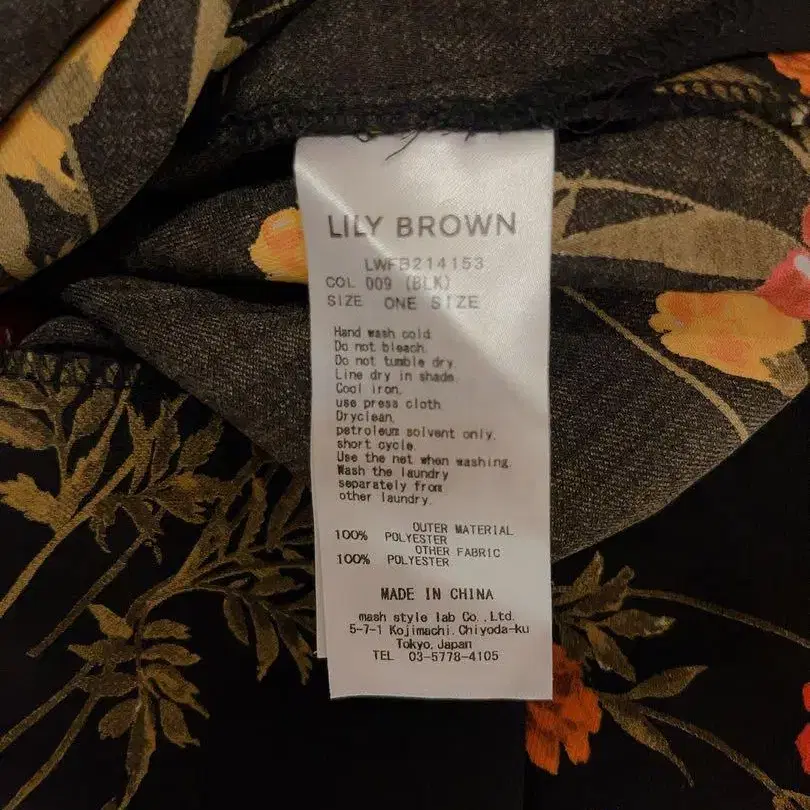 LILY BROWN
LWFB214153
COL 009 (BLK)
SIZE ONE SIZE
Hand wash cold.
Do not bleach.
Do not tumble dry.
Line dry in shade.
Cool iron.
use press cloth.
Dryclean,
petroleum solvent only.
short cycle.
Use the net when washing.
Wash the laundry
separately from
other laundry.
OUTER MATERIAL
100% POLYESTER
OTHER FABRIC
100% POLYESTER
MADE IN CHINA
mash style lab Co.,Ltd.
5-7-1 Kojimachi.Chiyoda-ku
Tokyo,Japan
TEL 03-5778-4105